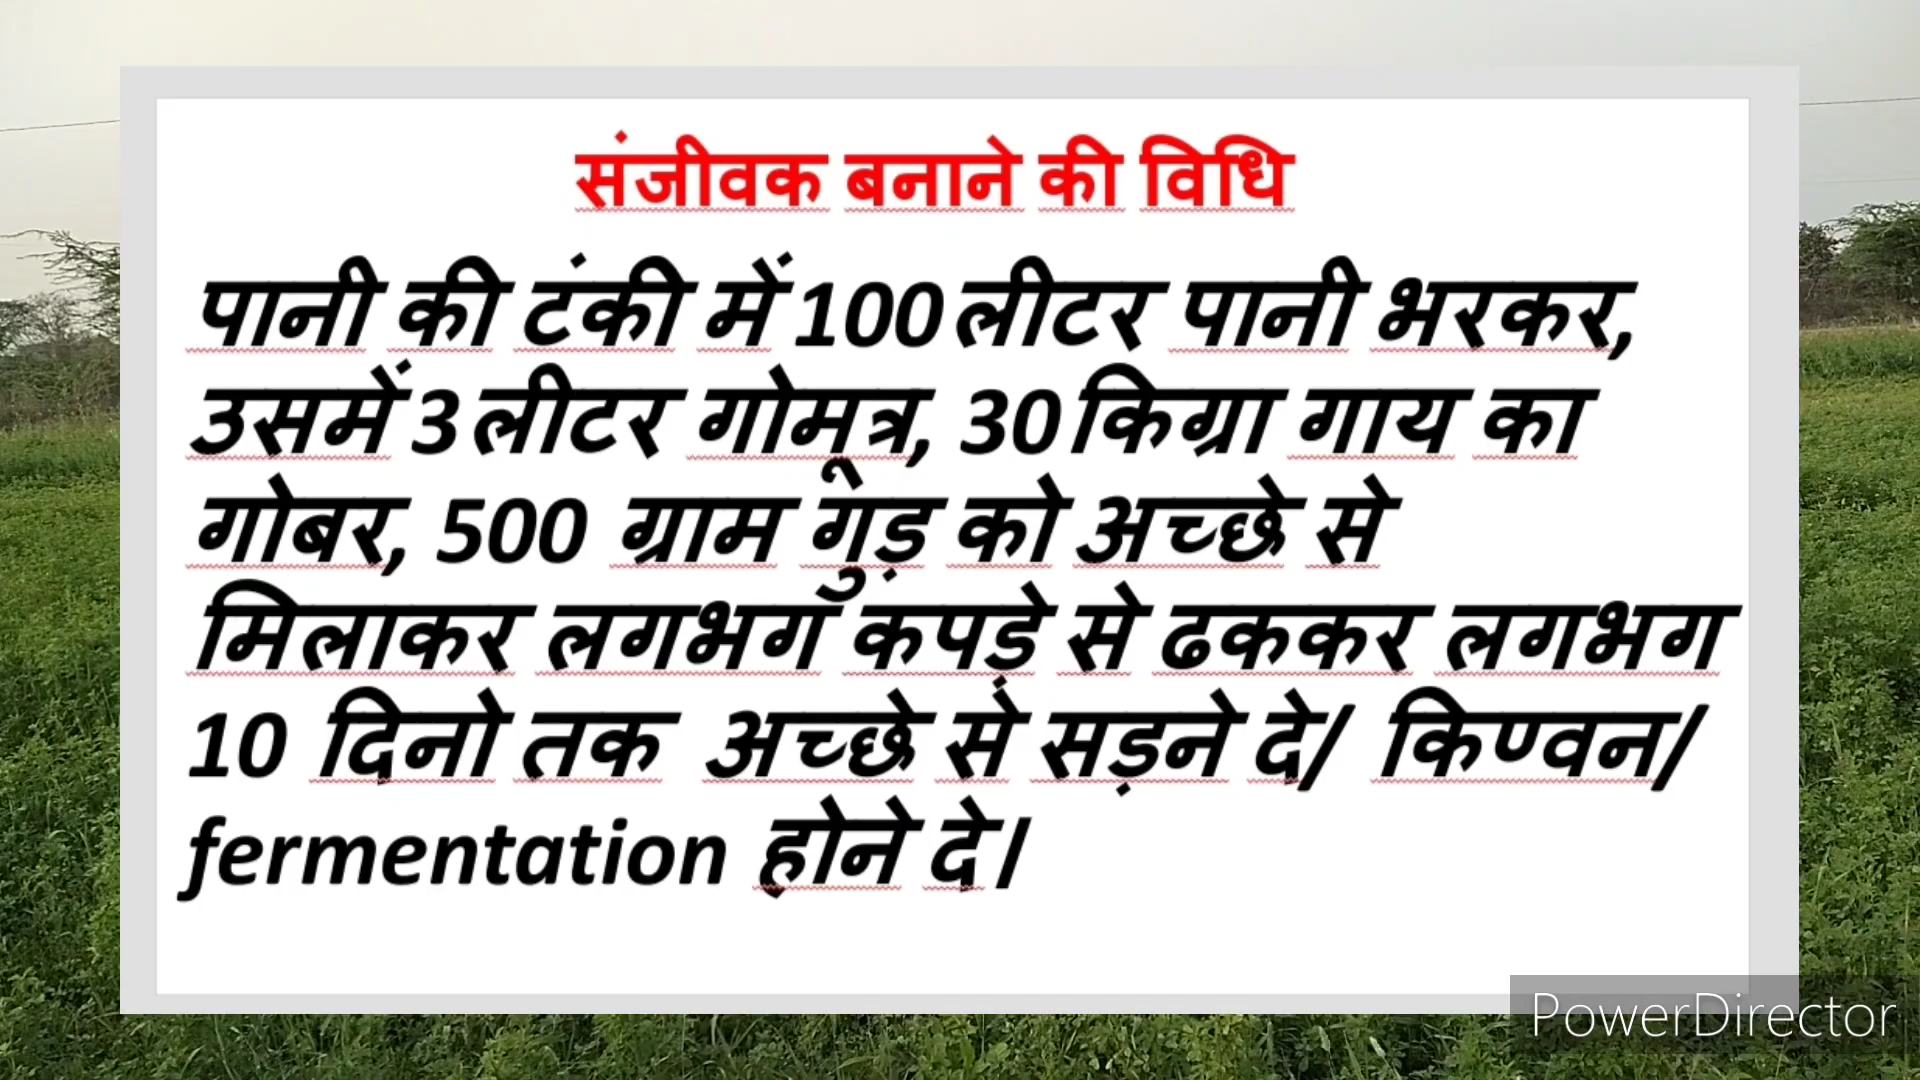 संजीवक बनाने की विधि
पानी की टंकी में 100 लीटर पानी भरकर,
उसमें 3 लीटर गोमूत्र, 30 किग्रा गाय का
गोबर, 500 ग्राम गुड़ को अच्छे से
मिलाकर लगभग कपड़े से ढककर लगभग
10 दिनो तक अच्छे से सड़ने दे/ किण्वन/
fermentation होने दे।
PowerDirector